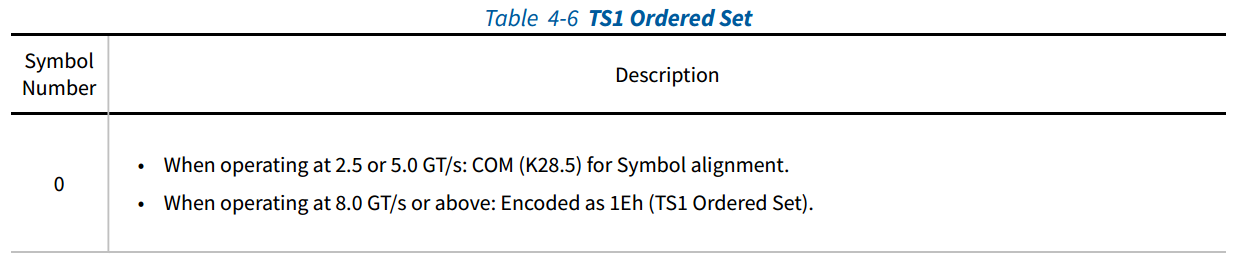 Table 4-6 TS1 Ordered Set
Symbol
Number
Description
0
• When operating at 2.5 or 5.0 GT/s: COM (K28.5) for Symbol alignment.
• When operating at 8.0 GT/s or above: Encoded as 1Eh (TS1 Ordered Set).